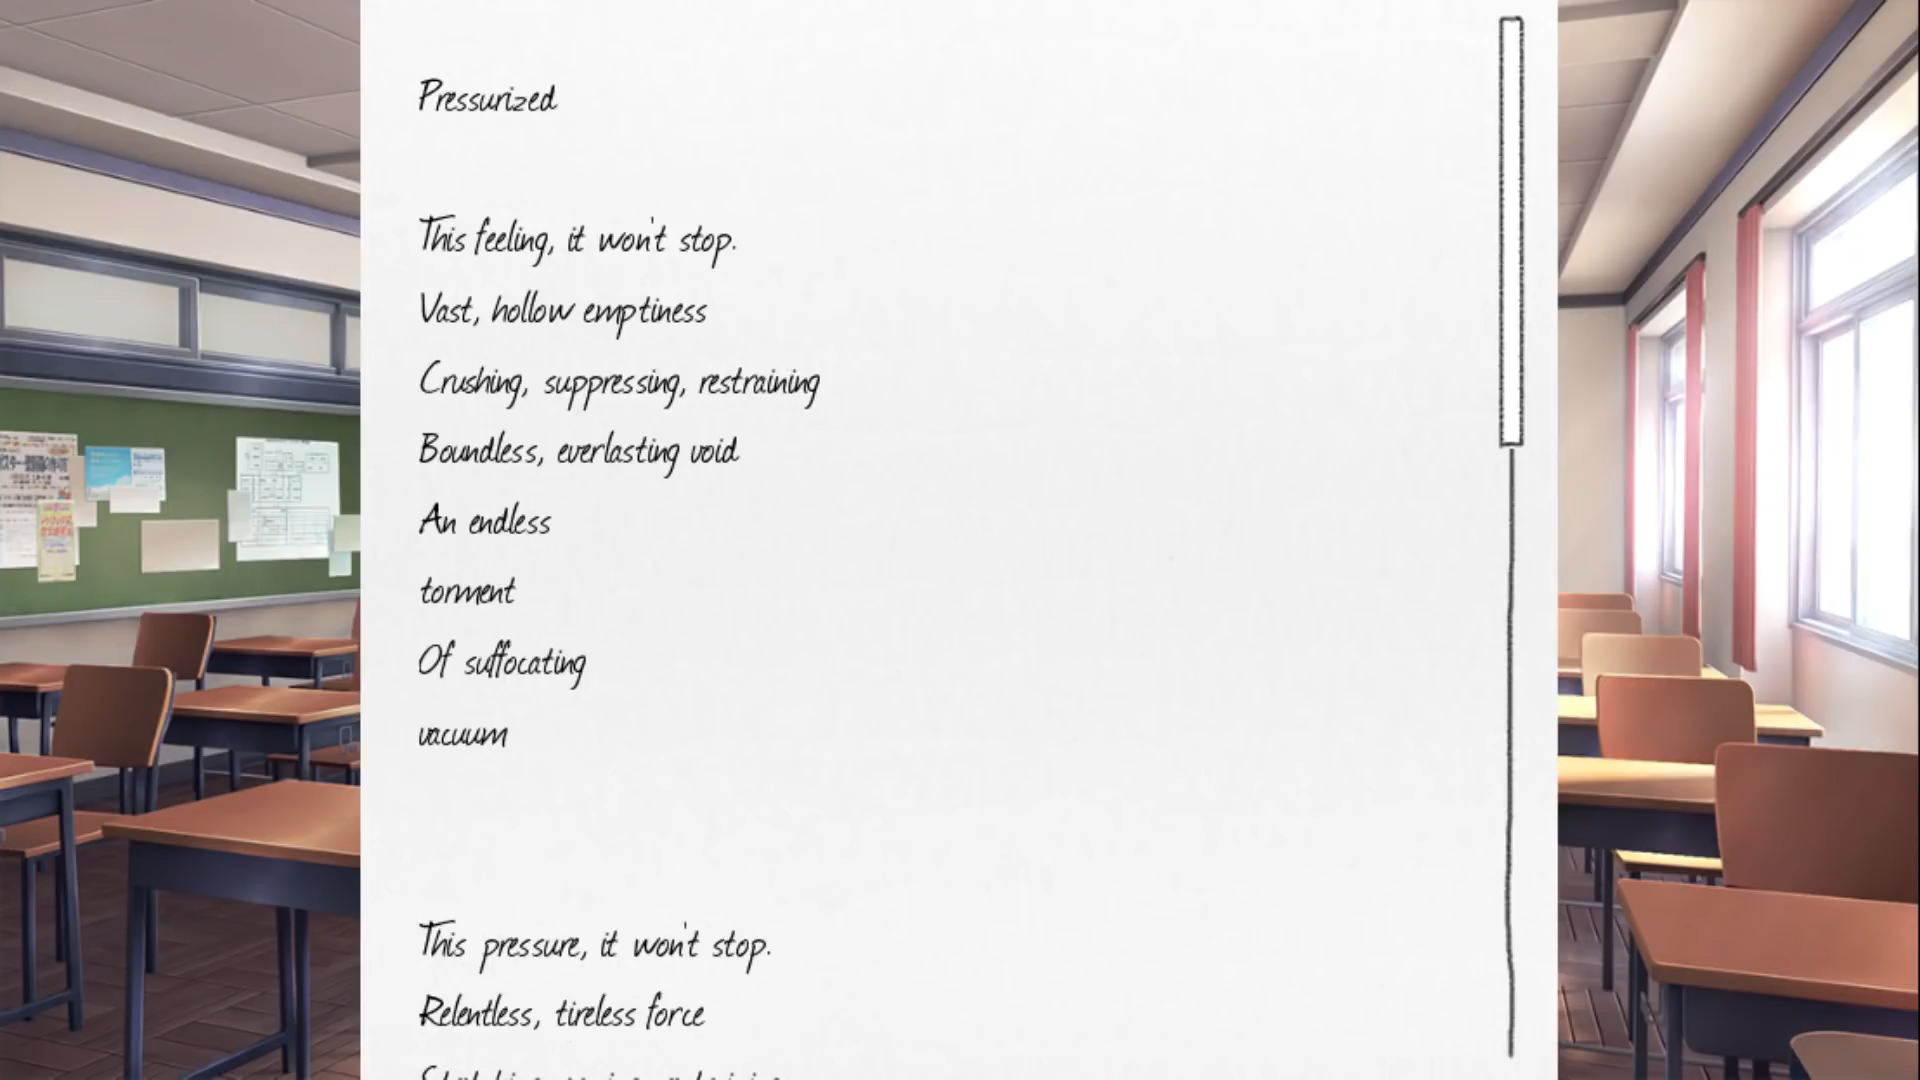 Pressurized
This feeling, it won't stop.
Vast, hollow emptiness
Crushing, suppressing, restraining
Boundless, everlasting void
An endless
torment
Of suffocating
vacuum
This pressure, it won't stop.
Relentless, tireless force